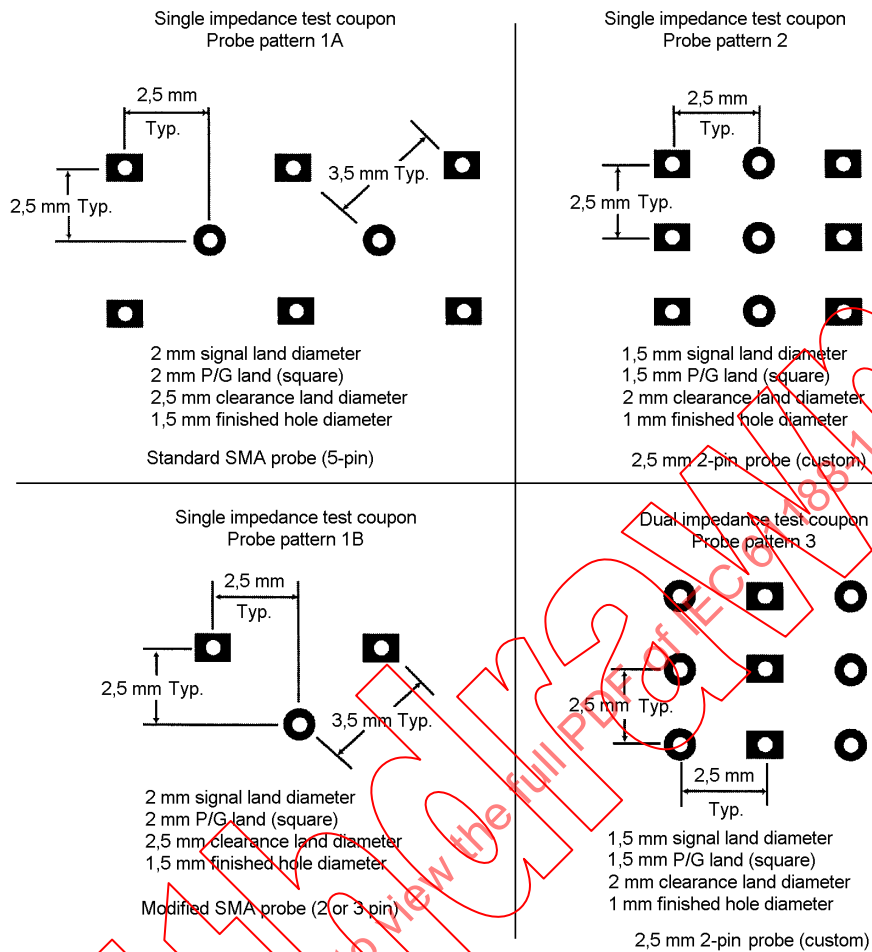 Single impedance test coupon
Probe pattern 1A
2,5 mm
Typ.
2,5 mm Typ.
3,5 mm Typ.
2 mm signal land diameter
2 mm P/G land (square)
2,5 mm clearance land diameter
1,5 mm finished hole diameter
Standard SMA probe (5-pin)
Single impedance test coupon
Probe pattern 2
2,5 mm
Typ.
2,5 mm Typ.
1,5 mm signal land diameter
1,5 mm P/G land (square)
2 mm clearance land diameter
1 mm finished hole diameter
2,5 mm 2-pin probe (custom)
Single impedance test coupon
Probe pattern 1B
2,5 mm
Typ.
2,5 mm Typ.
3,5 mm Typ.
2 mm signal land diameter
2 mm P/G land (square)
2,5 mm clearance land diameter
1,5 mm finished hole diameter
Modified SMA probe (2 or 3 pin)
Dual impedance test coupon
Probe pattern 3
2,5 mm Typ.
2,5 mm
Typ.
1,5 mm signal land diameter
1,5 mm P/G land (square)
2 mm clearance land diameter
1 mm finished hole diameter
2,5 mm 2-pin probe (custom)
to view the full PDF of IEC 61188-1